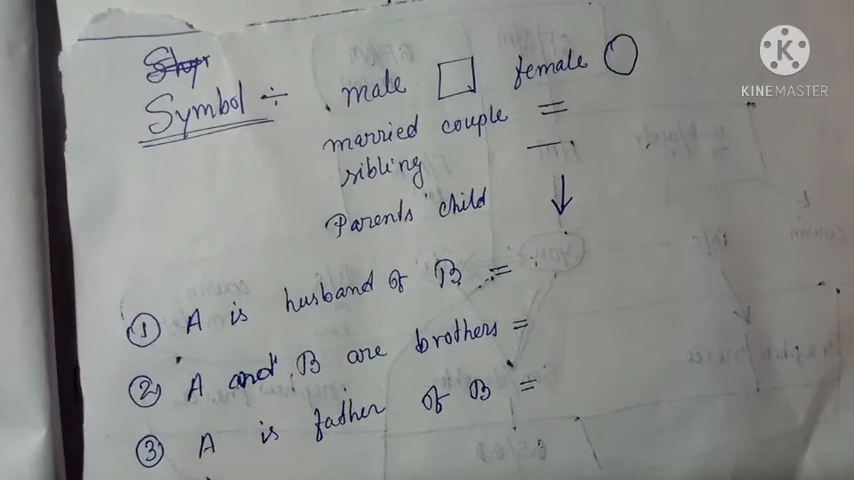 Symbol ÷
male □ female ○
married couple =
sibling —
Parents child ↓
① A is husband of B =
② A and B are brothers =
③ A is father of B =
K
KINEMASTER